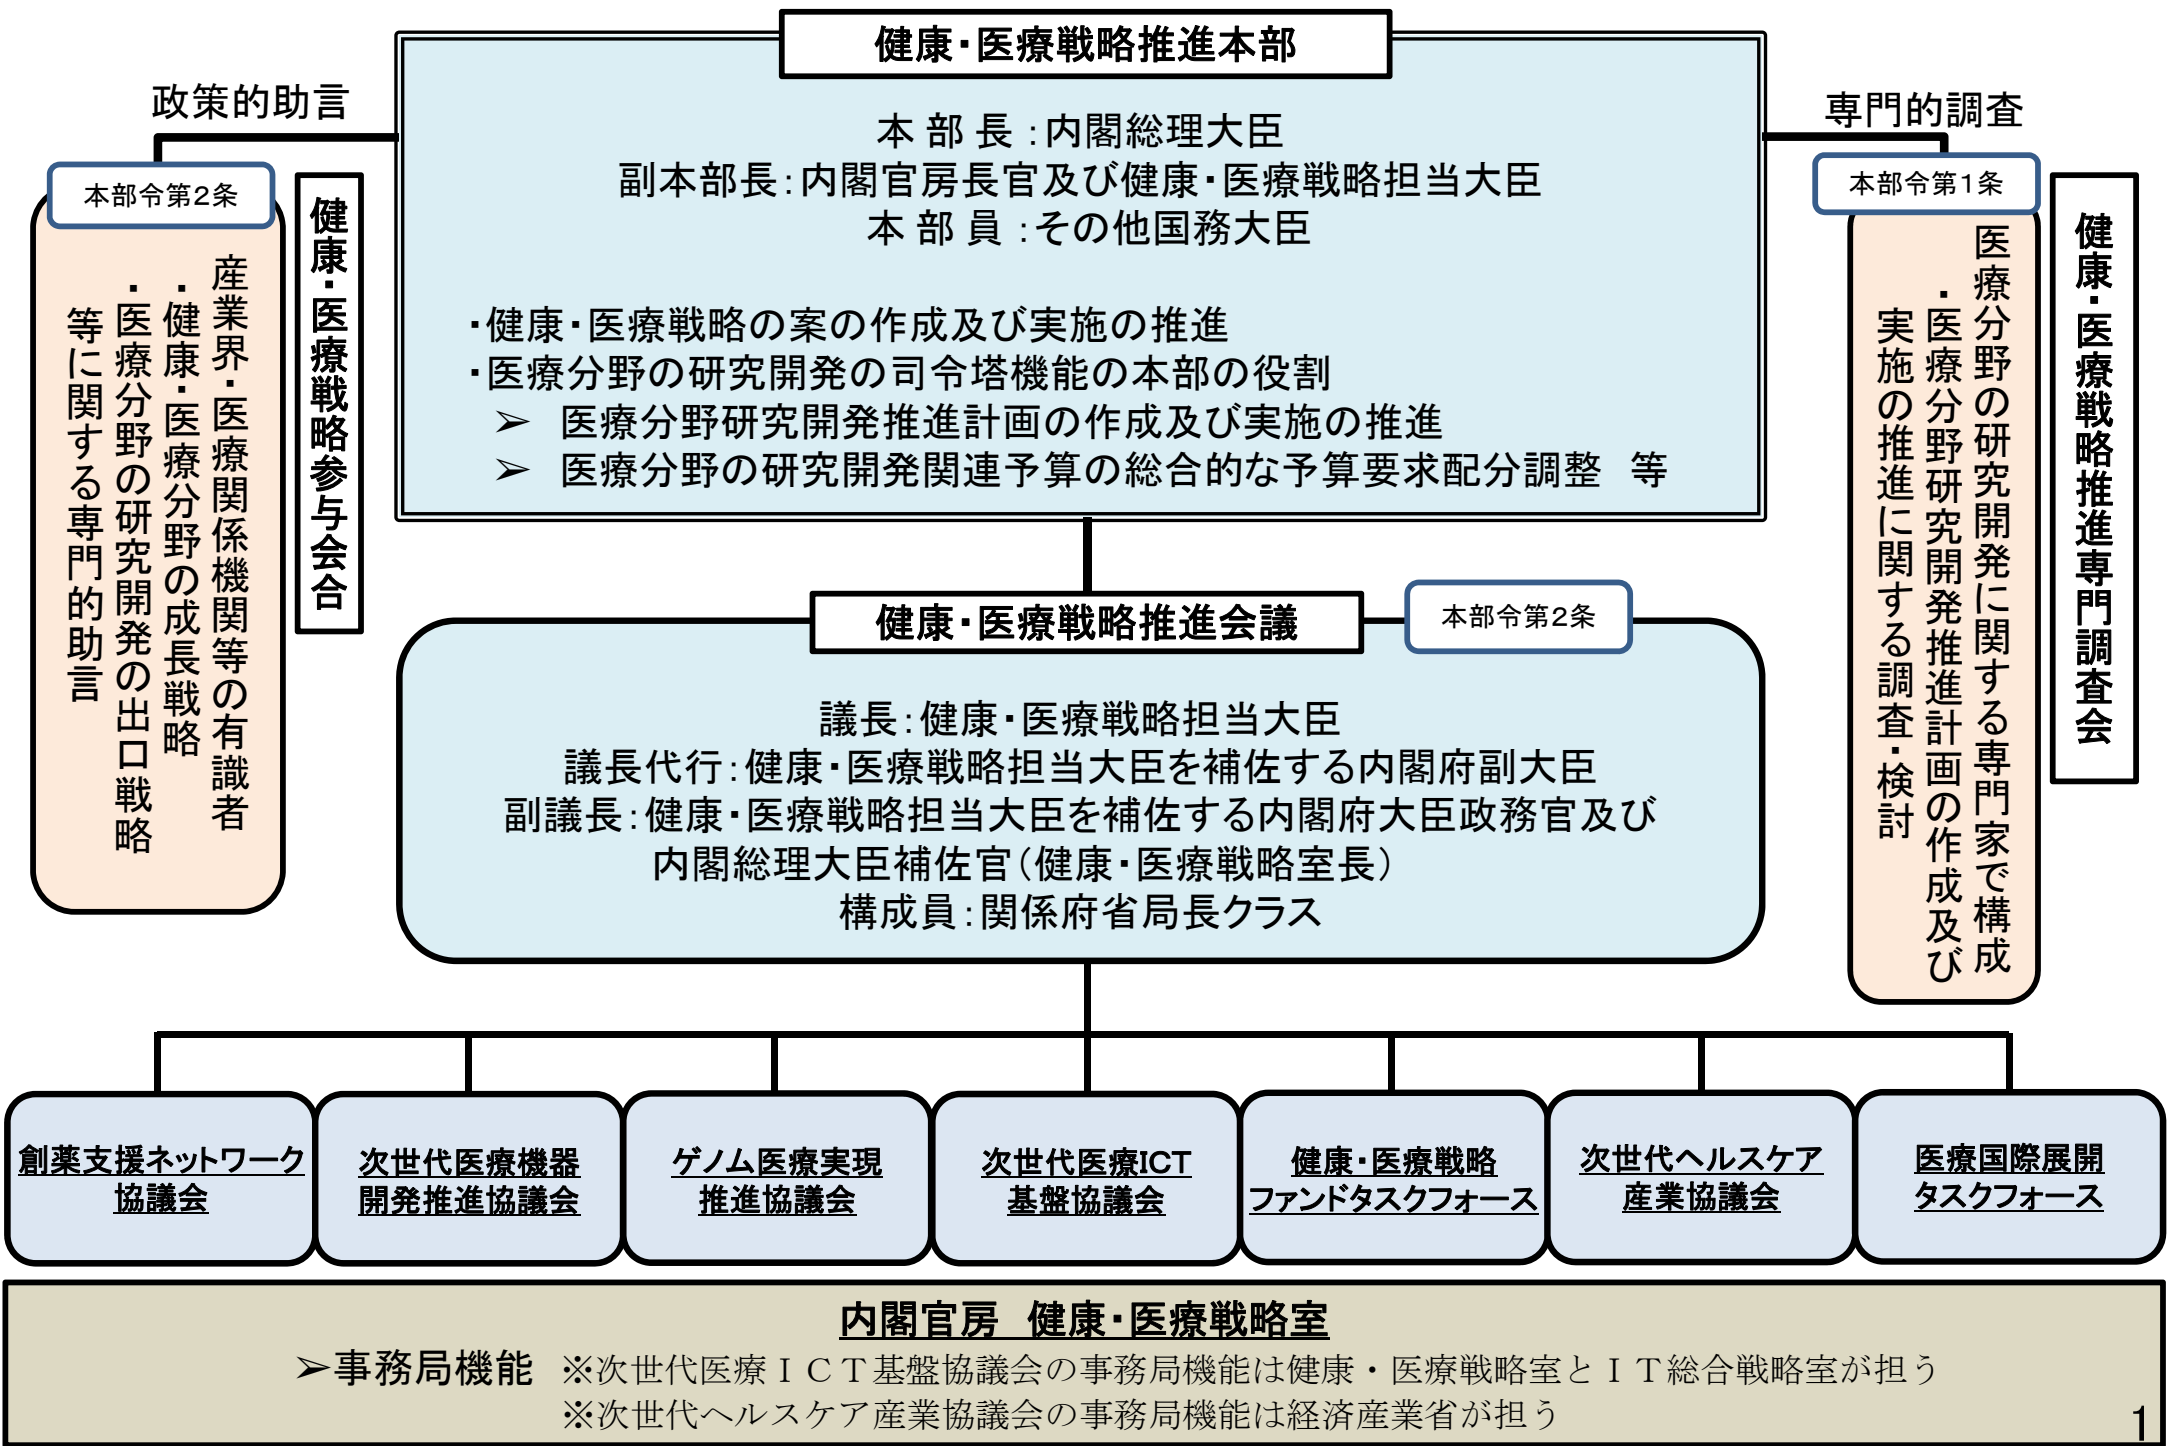 健康・医療戦略推進本部
本 部 長 ：内閣総理大臣
副本部長：内閣官房長官及び健康・医療戦略担当大臣
本 部 員 ：その他国務大臣
・健康・医療戦略の案の作成及び実施の推進
・医療分野の研究開発の司令塔機能の本部の役割
➢ 医療分野研究開発推進計画の作成及び実施の推進
➢ 医療分野の研究開発関連予算の総合的な予算要求配分調整　等
政策的助言
本部令第２条
健康・医療戦略参与会合
産業界・医療関係機関等の有識者
・健康・医療分野の成長戦略
・医療分野の研究開発の出口戦略
等に関する専門的助言
専門的調査
本部令第１条
健康・医療戦略推進専門調査会
医療分野の研究開発に関する専門家で構成
・医療分野研究開発推進計画の作成及び
実施の推進に関する調査・検討
健康・医療戦略推進会議
本部令第２条
議長：健康・医療戦略担当大臣
議長代行：健康・医療戦略担当大臣を補佐する内閣府副大臣
副議長：健康・医療戦略担当大臣を補佐する内閣府大臣政務官及び
内閣総理大臣補佐官（健康・医療戦略室長）
構成員：関係府省局長クラス
創薬支援ネットワーク
協議会
次世代医療機器
開発推進協議会
ゲノム医療実現
推進協議会
次世代医療ICT
基盤協議会
健康・医療戦略
ファンドタスクフォース
次世代ヘルスケア
産業協議会
医療国際展開
タスクフォース
内閣官房　健康・医療戦略室
➢事務局機能　※次世代医療ＩＣＴ基盤協議会の事務局機能は健康・医療戦略室とＩＴ総合戦略室が担う
※次世代ヘルスケア産業協議会の事務局機能は経済産業省が担う
1